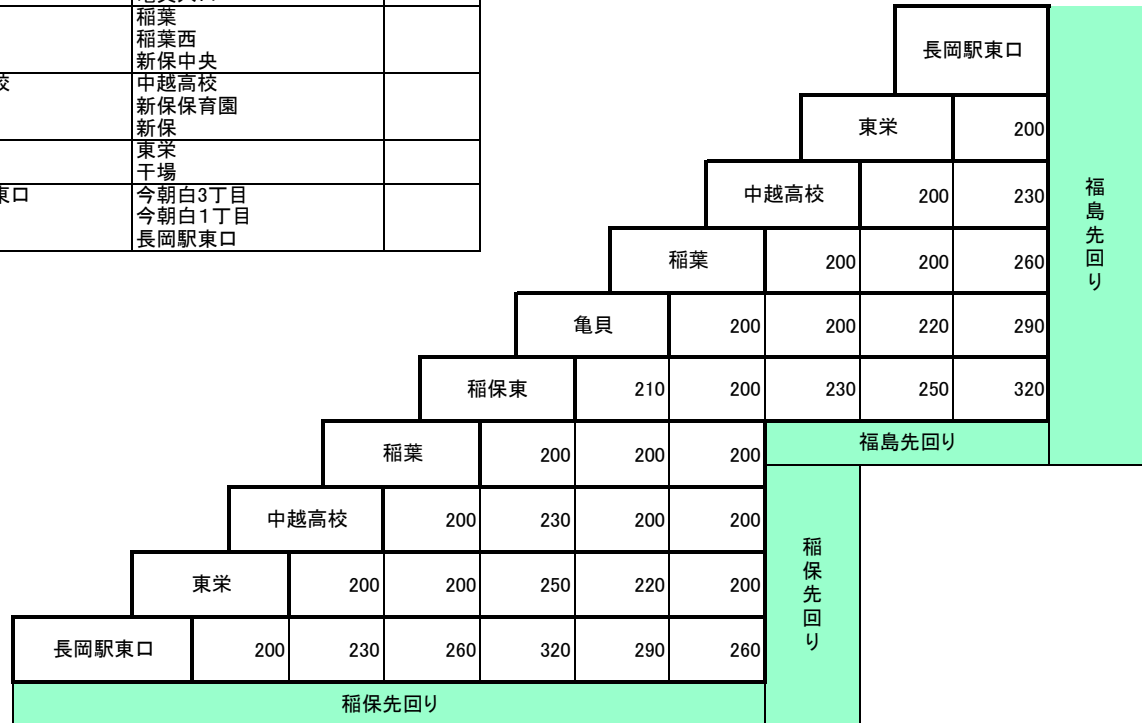 稲葉
稲葉西
新保中央
校
中越高校
新保保育園
新保
東栄
干場
東口
今朝白3丁目
今朝白1丁目
長岡駅東口
長岡駅東口
東栄 200
中越高校 200 230
稲葉 200 200 260
亀貝 200 200 220 290
稲保東 210 200 230 250 320
稲葉 200 200 200
中越高校 200 230 200 200
東栄 200 200 250 220 200
長岡駅東口 200 230 260 320 290 260
福島先回り
福島先回り
稲保先回り
稲保先回り